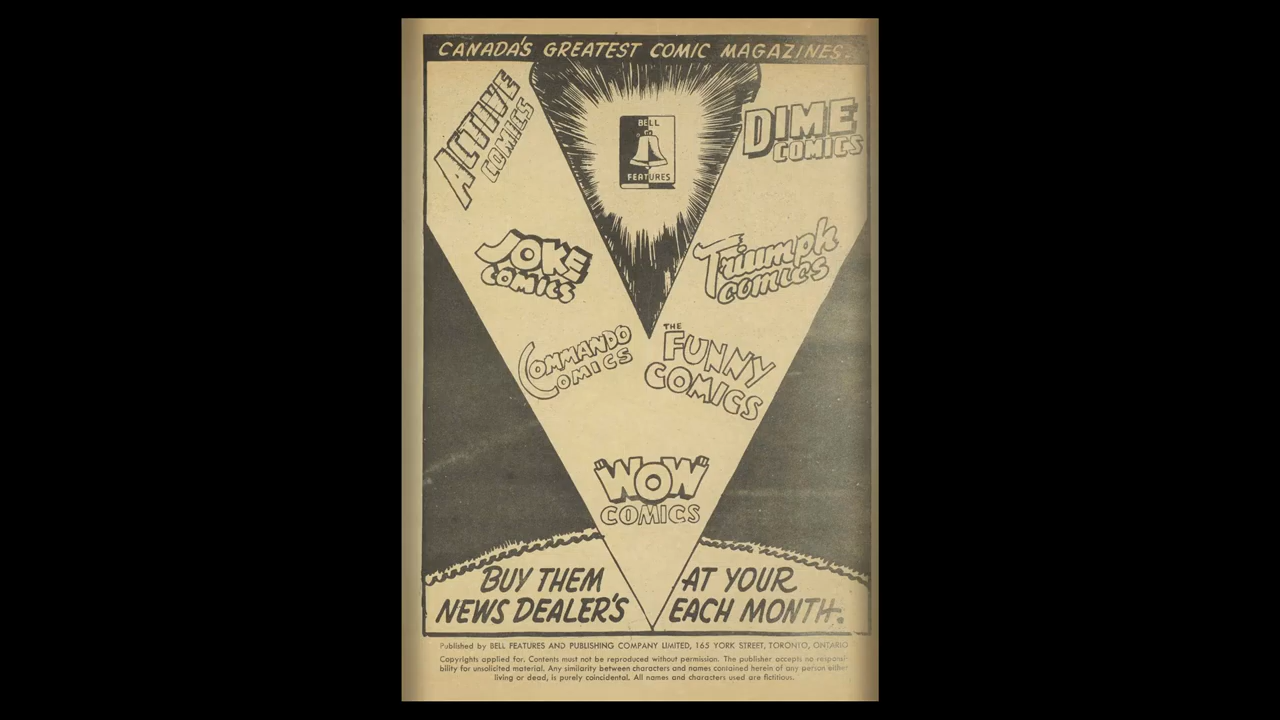 CANADA'S GREATEST COMIC MAGAZINES.
ACTIVE
COMICS
BELL
FEATURES
DIME
COMICS
JOKE
COMICS
Triumph
COMICS
COMMANDO
COMICS
THE
FUNNY
COMICS
"WOW"
COMICS
BUY THEM AT YOUR
NEWS DEALER'S EACH MONTH.
Published by BELL FEATURES AND PUBLISHING COMPANY LIMITED, 165 YORK STREET, TORONTO, ONTARIO
Copyrights applied for. Contents must not be reproduced without permission. The publisher accepts no responsi-
bility for unsolicited material. Any similarity between characters and names contained herein of any person either
living or dead, is purely coincidental. All names and characters used are fictitious.